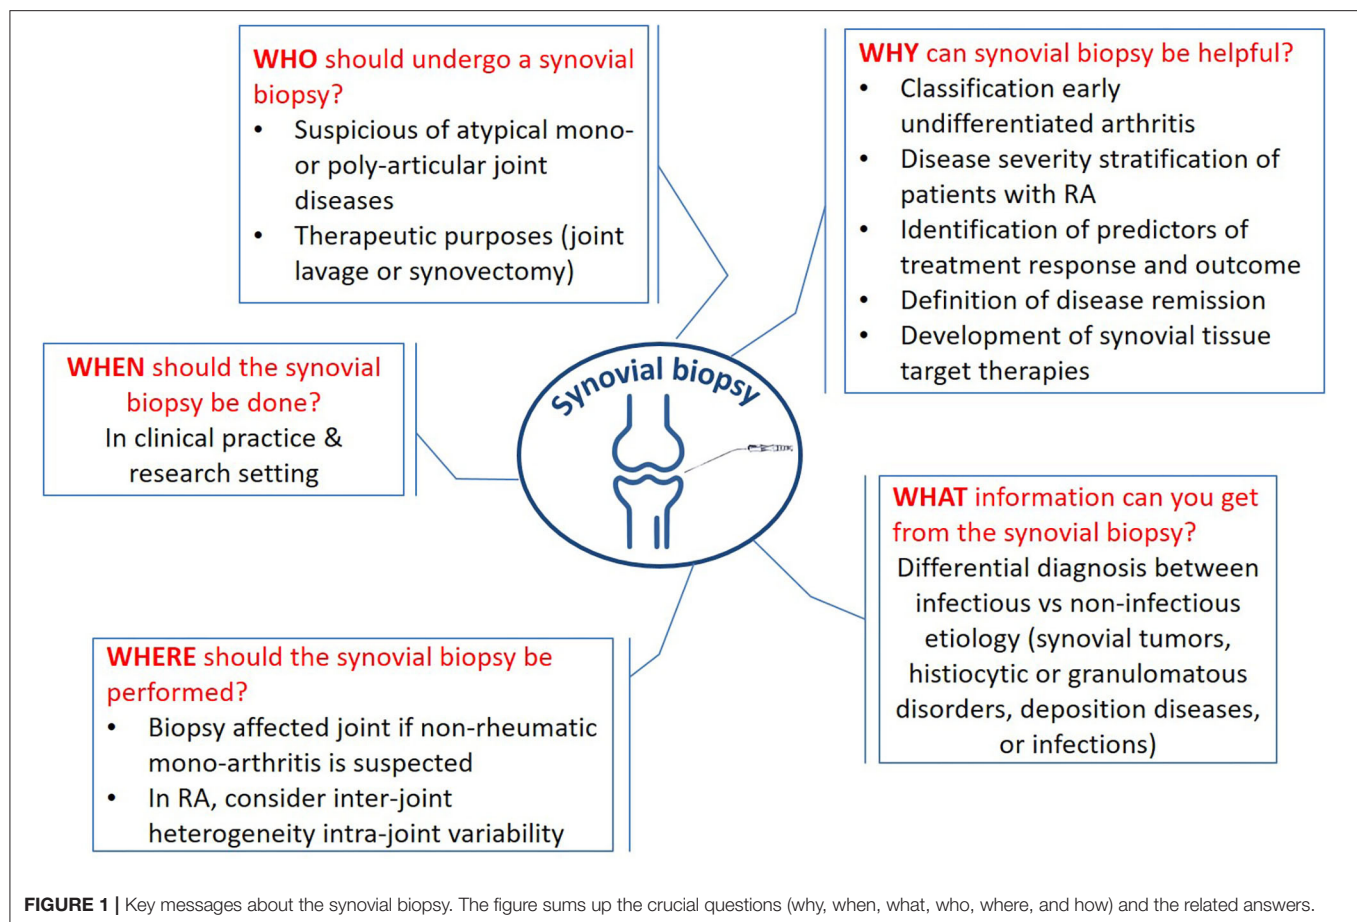 WHO should undergo a synovial
biopsy?
• Suspicious of atypical mono-
or poly-articular joint
diseases
• Therapeutic purposes (joint
lavage or synovectomy)
WHY can synovial biopsy be helpful?
• Classification early
undifferentiated arthritis
• Disease severity stratification of
patients with RA
• Identification of predictors of
treatment response and outcome
• Definition of disease remission
• Development of synovial tissue
target therapies
WHEN should the synovial
biopsy be done?
In clinical practice &
research setting
Synovial biopsy
WHAT information can you get
from the synovial biopsy?
Differential diagnosis between
infectious vs non-infectious
etiology (synovial tumors,
histiocytic or granulomatous
disorders, deposition diseases,
or infections)
WHERE should the synovial biopsy be
performed?
• Biopsy affected joint if non-rheumatic
mono-arthritis is suspected
• In RA, consider inter-joint
heterogeneity intra-joint variability
FIGURE 1 | Key messages about the synovial biopsy. The figure sums up the crucial questions (why, when, what, who, where, and how) and the related answers.